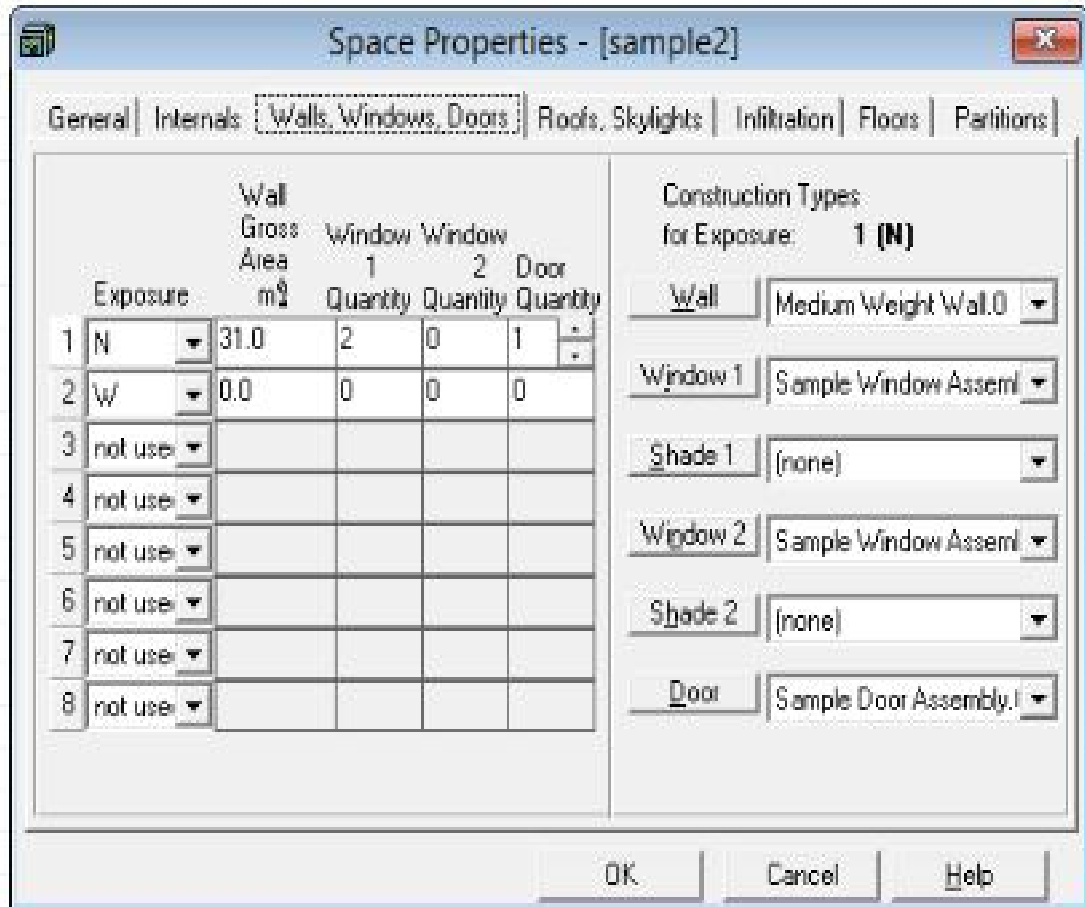 Space Properties - [sample2]
General Internals Walls, Windows, Doors Roofs, Skylights Infiltration Floors Partitions
Wall
Gross
Area
m²
Window
1
Quantity
Window
2
Quantity
Door
Quantity
Exposure
1 N 31.0 2 0 1
2 W 0.0 0 0 0
3 not use
4 not use
5 not use
6 not use
7 not use
8 not use
Construction Types
for Exposure: 1 (N)
Wall Medium Weight Wall.0
Window 1 Sample Window Asseml
Shade 1 (none)
Window 2 Sample Window Asseml
Shade 2 (none)
Door Sample Door Assembly.
OK Cancel Help